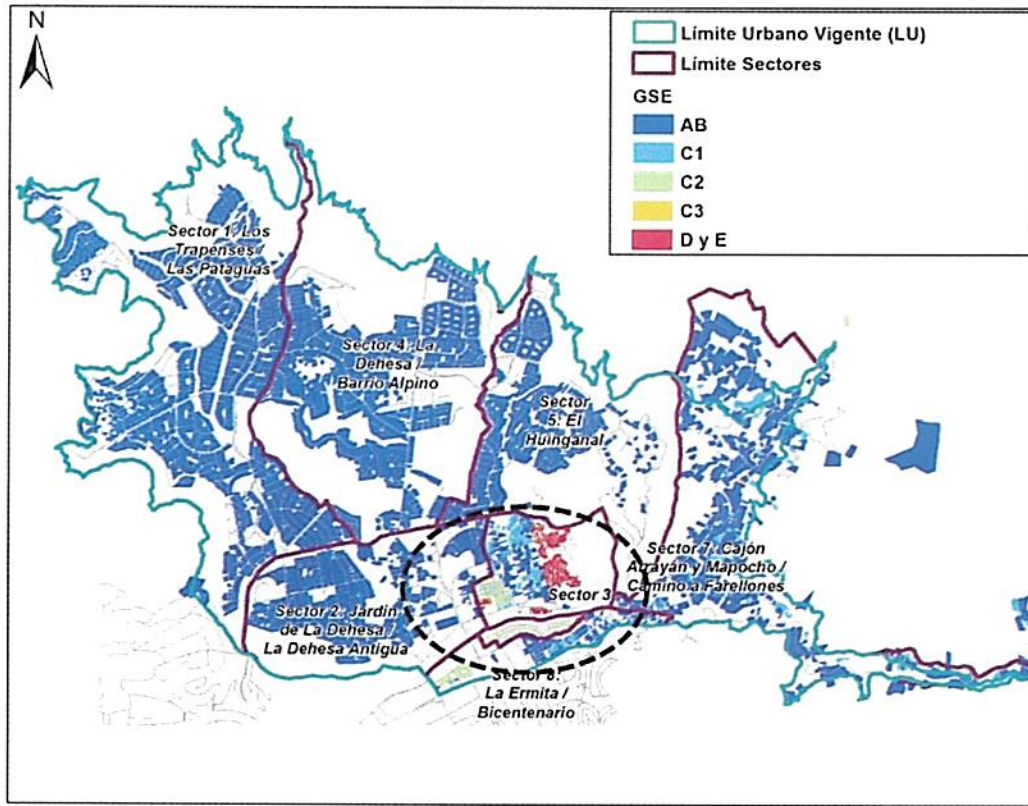 N
Límite Urbano Vigente (LU)
Límite Sectores
GSE
AB
C1
C2
C3
D y E
Sector 1: Los
Trapenses /
Las Pataguas
Sector 4: La
Dehesa /
Barrio Alpino
Sector
5: El
Huinganal
Sector 7: Cajón
Arrayán y Mapocho /
Camino a Farellones
Sector 3
Sector 2: Jardín
de La Dehesa /
La Dehesa Antigua
Sector 8:
La Ermita /
Bicentenario